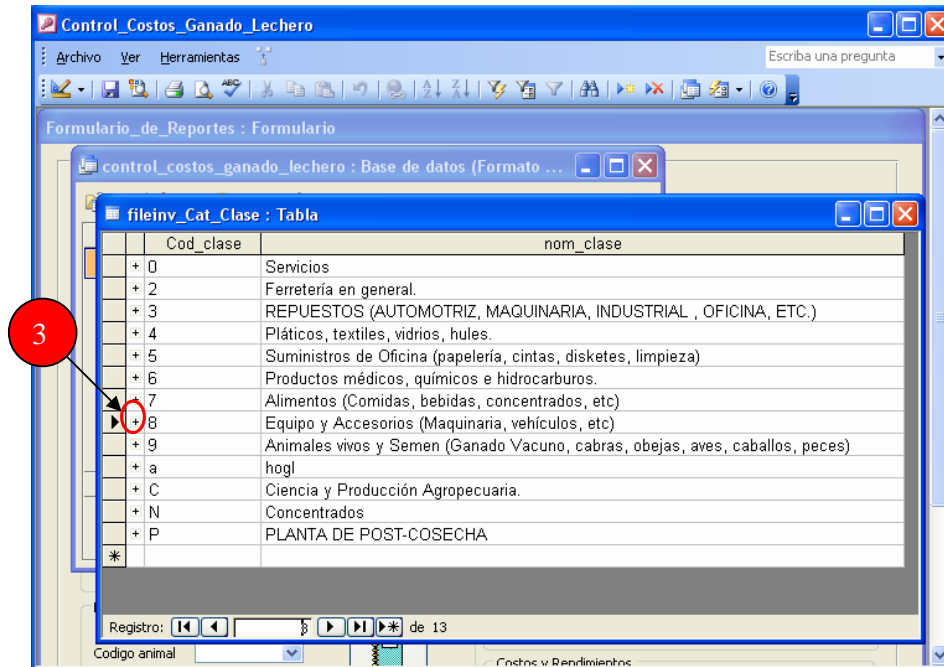 Control_Costos_Ganado_Lechero
Archivo Ver Herramientas
Escriba una pregunta
Formulario_de_Reportes : Formulario
control_costos_ganado_lechero : Base de datos (Formato ...
fileinv_Cat_Clase : Tabla
Cod_clase nom_clase
+ 0 Servicios
+ 2 Ferretería en general.
+ 3 REPUESTOS (AUTOMOTRIZ, MAQUINARIA, INDUSTRIAL , OFICINA, ETC.)
+ 4 Pláticos, textiles, vidrios, hules.
3
+ 5 Suministros de Oficina (papelería, cintas, disketes, limpieza)
+ 6 Productos médicos, químicos e hidrocarburos.
+ 7 Alimentos (Comidas, bebidas, concentrados, etc)
+ 8 Equipo y Accesorios (Maquinaria, vehículos, etc)
+ 9 Animales vivos y Semen (Ganado Vacuno, cabras, obejas, aves, caballos, peces)
+ a hogl
+ C Ciencia y Producción Agropecuaria.
+ N Concentrados
+ P PLANTA DE POST-COSECHA
Registro: de 13
Codigo animal
Costos y Rendimientos